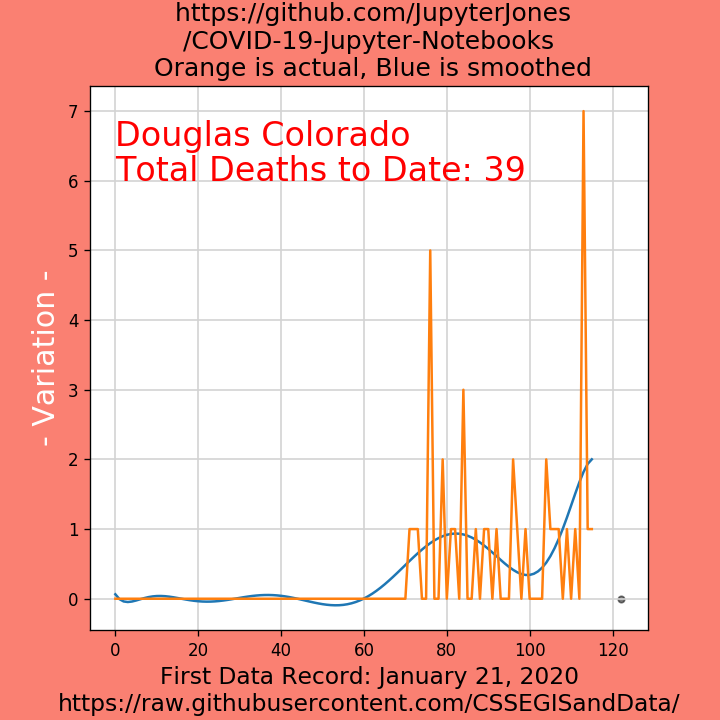 https://github.com/JupyterJones
/COVID-19-Jupyter-Notebooks
Orange is actual, Blue is smoothed
Douglas Colorado
Total Deaths to Date: 39
- Variation -
7
6
5
4
3
2
1
0
0 20 40 60 80 100 120
First Data Record: January 21, 2020
https://raw.githubusercontent.com/CSSEGISandData/